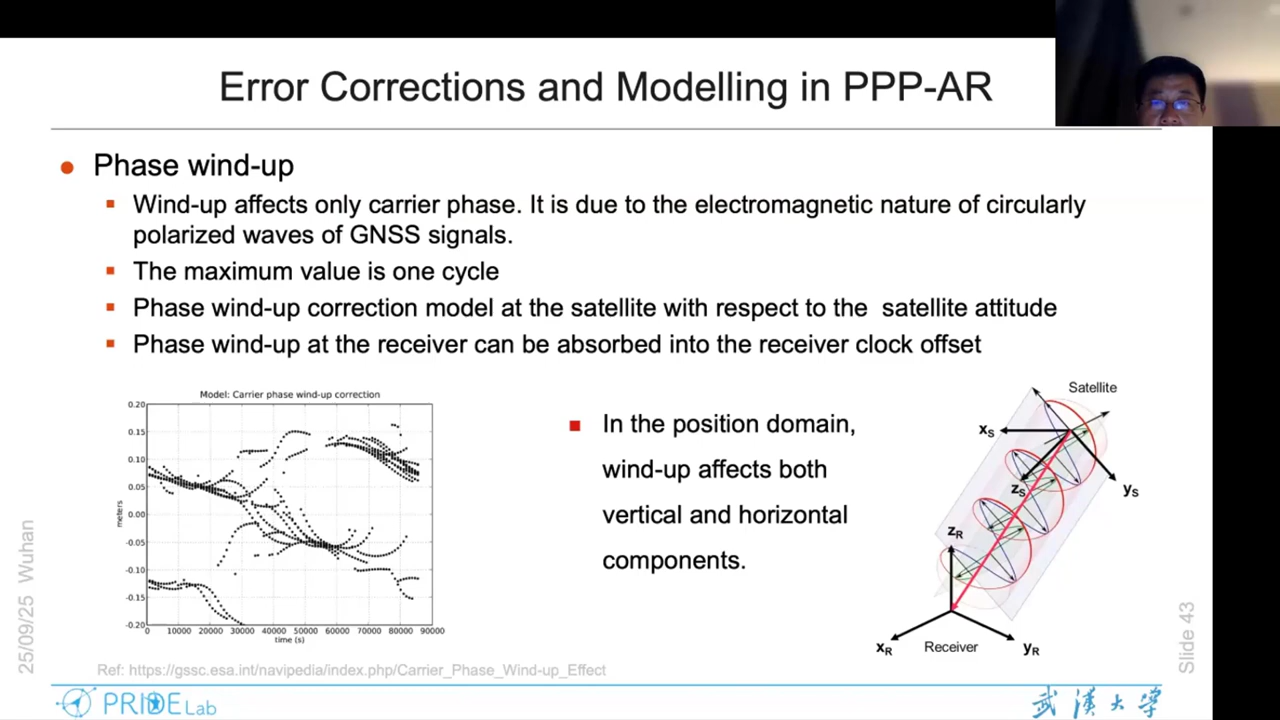 Error Corrections and Modelling in PPP-AR
Phase wind-up
Wind-up affects only carrier phase. It is due to the electromagnetic nature of circularly
polarized waves of GNSS signals.
The maximum value is one cycle
Phase wind-up correction model at the satellite with respect to the satellite attitude
Phase wind-up at the receiver can be absorbed into the receiver clock offset
Model: Carrier phase wind-up correction
0.20
0.15
0.10
0.05
0.00
-0.05
-0.10
-0.15
-0.20
meters
0 10000 20000 30000 40000 50000 60000 70000 80000 90000
time (s)
In the position domain,
wind-up affects both
vertical and horizontal
components.
Satellite
xS
yS
zS
zR
xR
Receiver
yR
25/09/25 Wuhan
Slide 43
Ref: https://gssc.esa.int/navipedia/index.php/Carrier_Phase_Wind-up_Effect
PRIDE Lab
武漢大学